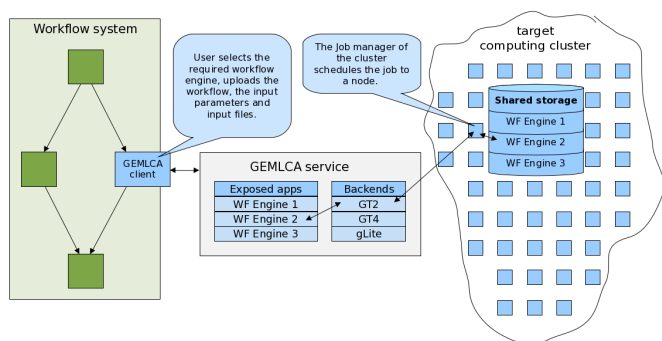 Workflow system
User selects the
required workflow
engine, uploads the
workflow, the input
parameters and
input files.
GEMLCA
client
The Job manager of
the cluster
schedules the job to
a node.
target
computing cluster
Shared storage
WF Engine 1
WF Engine 2
WF Engine 3
GEMLCA service
Exposed apps
WF Engine 1
WF Engine 2
WF Engine 3
Backends
GT2
GT4
gLite